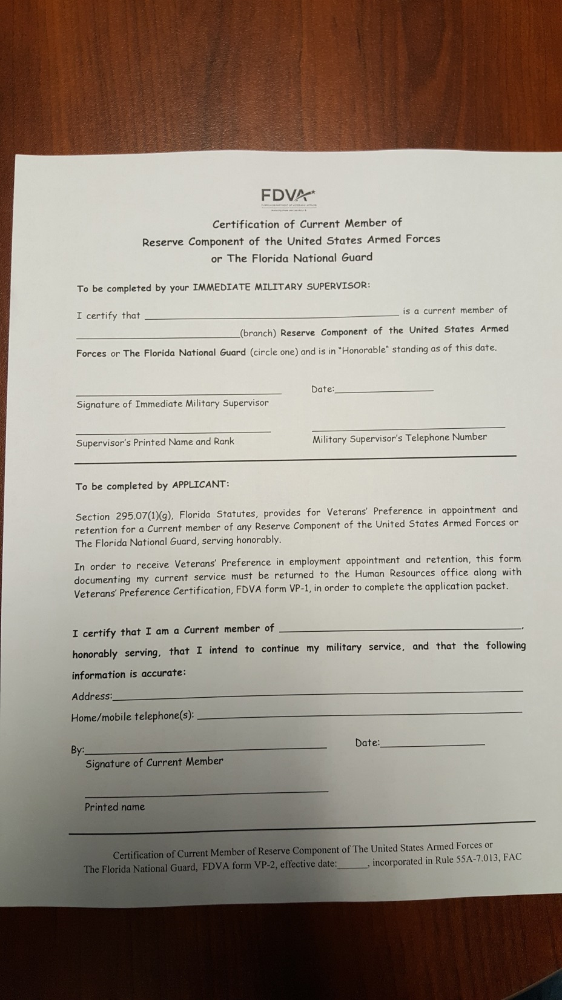 FDVA
FLORIDA DEPARTMENT OF VETERANS' AFFAIRS
Certification of Current Member of
Reserve Component of the United States Armed Forces
or The Florida National Guard
To be completed by your IMMEDIATE MILITARY SUPERVISOR:
I certify that ______________________ is a current member of
______________________(branch) Reserve Component of the United States Armed
Forces or The Florida National Guard (circle one) and is in "Honorable" standing as of this date.
Date:______________
Signature of Immediate Military Supervisor
Supervisor's Printed Name and Rank
Military Supervisor's Telephone Number
To be completed by APPLICANT:
Section 295.07(1)(g), Florida Statutes, provides for Veterans' Preference in appointment and
retention for a Current member of any Reserve Component of the United States Armed Forces or
The Florida National Guard, serving honorably.
In order to receive Veterans' Preference in employment appointment and retention, this form
documenting my current service must be returned to the Human Resources office along with
Veterans' Preference Certification, FDVA form VP-1, in order to complete the application packet.
I certify that I am a Current member of ______________________,
honorably serving, that I intend to continue my military service, and that the following
information is accurate:
Address:______________________
Home/mobile telephone(s): ______________________
By:______________________ Date:______________
Signature of Current Member
Printed name
Certification of Current Member of Reserve Component of The United States Armed Forces or
The Florida National Guard, FDVA form VP-2, effective date:______, incorporated in Rule 55A-7.013, FAC